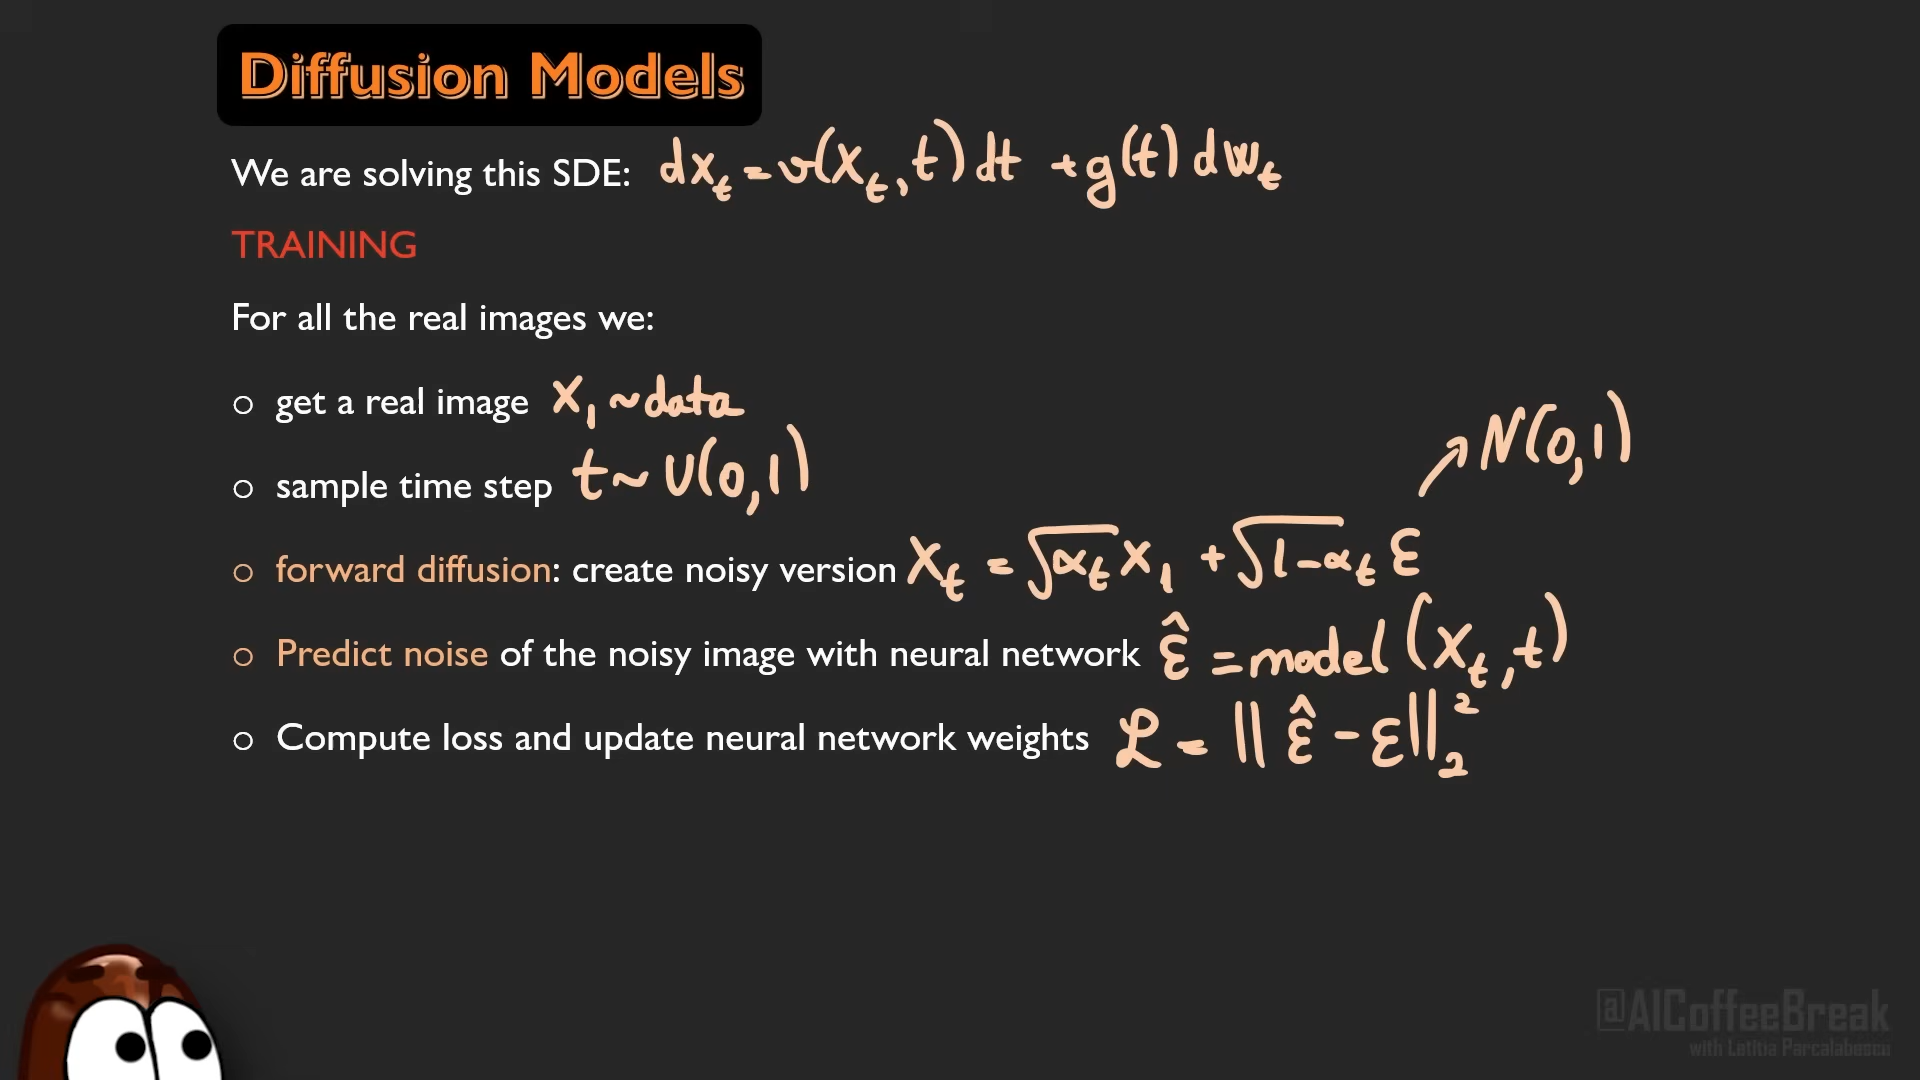 Diffusion Models
We are solving this SDE: dx_t = v(x_t, t) dt + g(t) dw_t
TRAINING
For all the real images we:
○ get a real image x_1 ~ data
○ sample time step t ~ U(0,1)
N(0,1)
○ forward diffusion: create noisy version x_t = √α_t x_1 + √1-α_t ε
○ Predict noise of the noisy image with neural network ε̂ = model(x_t, t)
○ Compute loss and update neural network weights ℒ = || ε̂ - ε ||_2^2
@AICoffeeBreak
with Letitia Parcalabescu